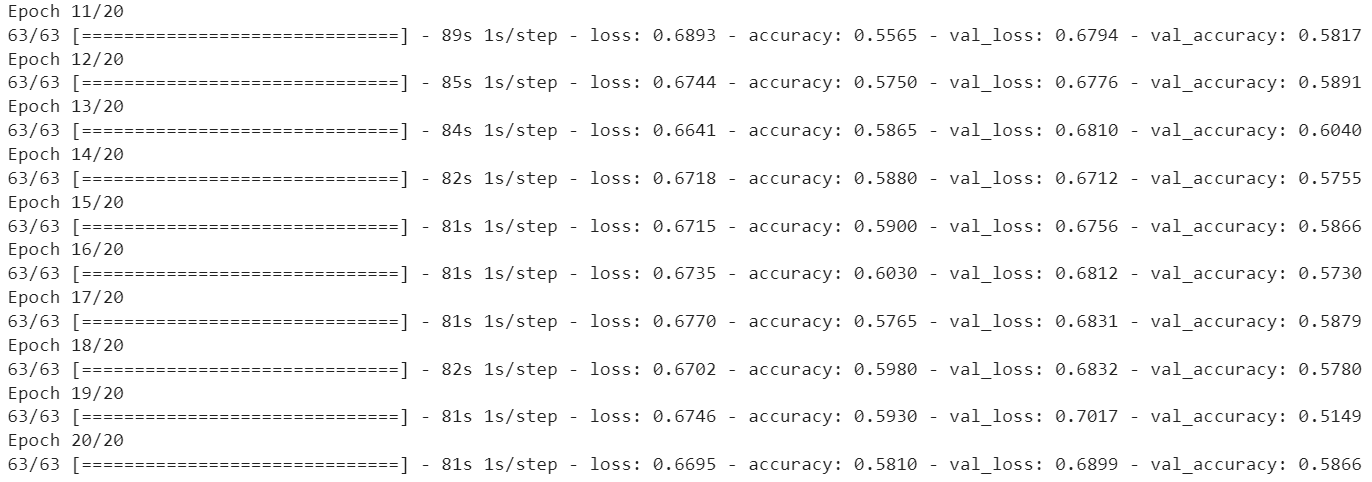 Epoch 11/20
63/63 [==============================] - 89s 1s/step - loss: 0.6893 - accuracy: 0.5565 - val_loss: 0.6794 - val_accuracy: 0.5817
Epoch 12/20
63/63 [==============================] - 85s 1s/step - loss: 0.6744 - accuracy: 0.5750 - val_loss: 0.6776 - val_accuracy: 0.5891
Epoch 13/20
63/63 [==============================] - 84s 1s/step - loss: 0.6641 - accuracy: 0.5865 - val_loss: 0.6810 - val_accuracy: 0.6040
Epoch 14/20
63/63 [==============================] - 82s 1s/step - loss: 0.6718 - accuracy: 0.5880 - val_loss: 0.6712 - val_accuracy: 0.5755
Epoch 15/20
63/63 [==============================] - 81s 1s/step - loss: 0.6715 - accuracy: 0.5900 - val_loss: 0.6756 - val_accuracy: 0.5866
Epoch 16/20
63/63 [==============================] - 81s 1s/step - loss: 0.6735 - accuracy: 0.6030 - val_loss: 0.6812 - val_accuracy: 0.5730
Epoch 17/20
63/63 [==============================] - 81s 1s/step - loss: 0.6770 - accuracy: 0.5765 - val_loss: 0.6831 - val_accuracy: 0.5879
Epoch 18/20
63/63 [==============================] - 82s 1s/step - loss: 0.6702 - accuracy: 0.5980 - val_loss: 0.6832 - val_accuracy: 0.5780
Epoch 19/20
63/63 [==============================] - 81s 1s/step - loss: 0.6746 - accuracy: 0.5930 - val_loss: 0.7017 - val_accuracy: 0.5149
Epoch 20/20
63/63 [==============================] - 81s 1s/step - loss: 0.6695 - accuracy: 0.5810 - val_loss: 0.6899 - val_accuracy: 0.5866